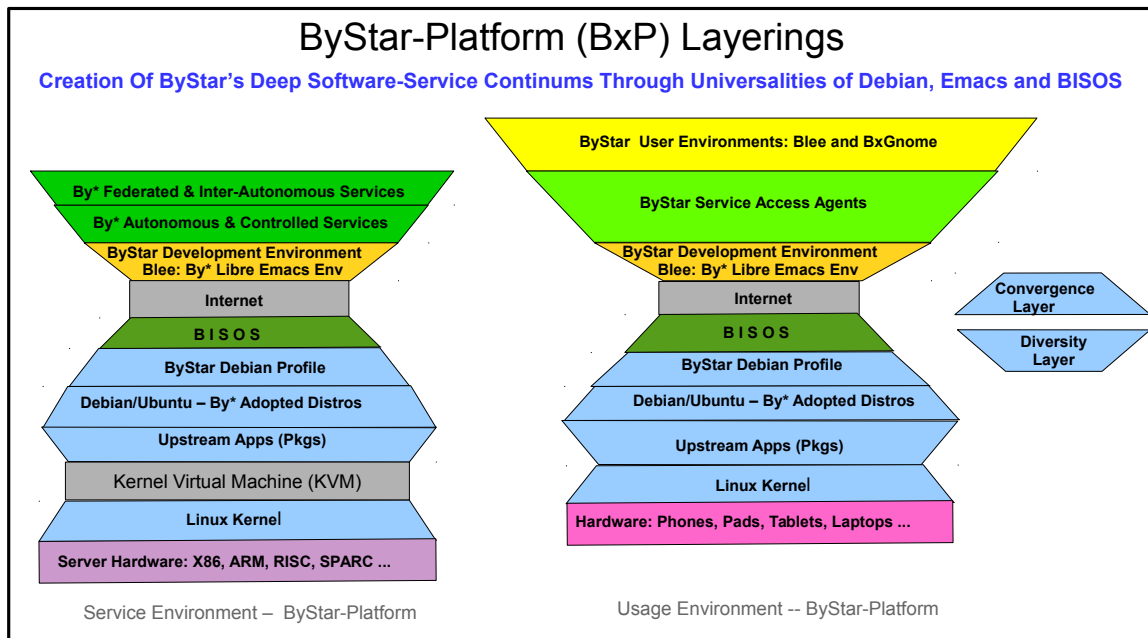 ByStar-Platform (BxP) Layerings
Creation Of ByStar's Deep Software-Service Continums Through Universalities of Debian, Emacs and BISOS
By* Federated & Inter-Autonomous Services
By* Autonomous & Controlled Services
ByStar Development Environment
Blee: By* Libre Emacs Env
Internet
B I S O S
ByStar Debian Profile
Debian/Ubuntu – By* Adopted Distros
Upstream Apps (Pkgs)
Kernel Virtual Machine (KVM)
Linux Kernel
Server Hardware: X86, ARM, RISC, SPARC ...
Service Environment – ByStar-Platform
ByStar User Environments: Blee and BxGnome
ByStar Service Access Agents
ByStar Development Environment
Blee: By* Libre Emacs Env
Internet
B I S O S
ByStar Debian Profile
Debian/Ubuntu – By* Adopted Distros
Upstream Apps (Pkgs)
Linux Kernel
Hardware: Phones, Pads, Tablets, Laptops ...
Usage Environment -- ByStar-Platform
Convergence
Layer
Diversity
Layer